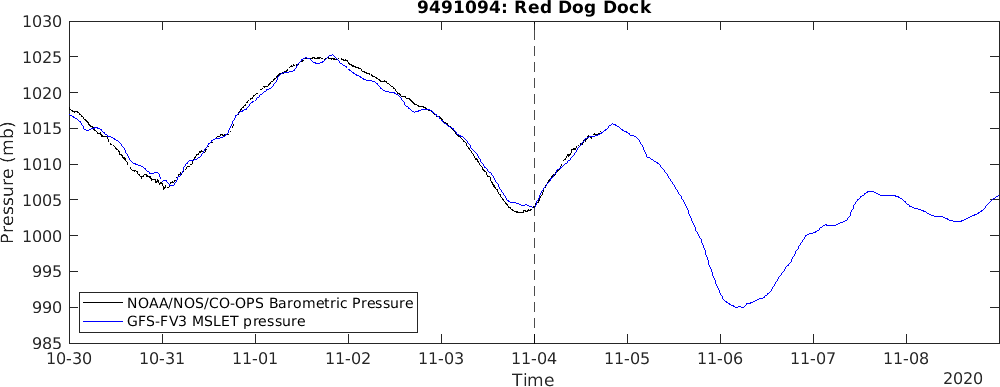 9491094: Red Dog Dock
Pressure (mb)
1030
1025
1020
1015
1010
1005
1000
995
990
985
NOAA/NOS/CO-OPS Barometric Pressure
GFS-FV3 MSLET pressure
10-30 10-31 11-01 11-02 11-03 11-04 11-05 11-06 11-07 11-08
Time
2020